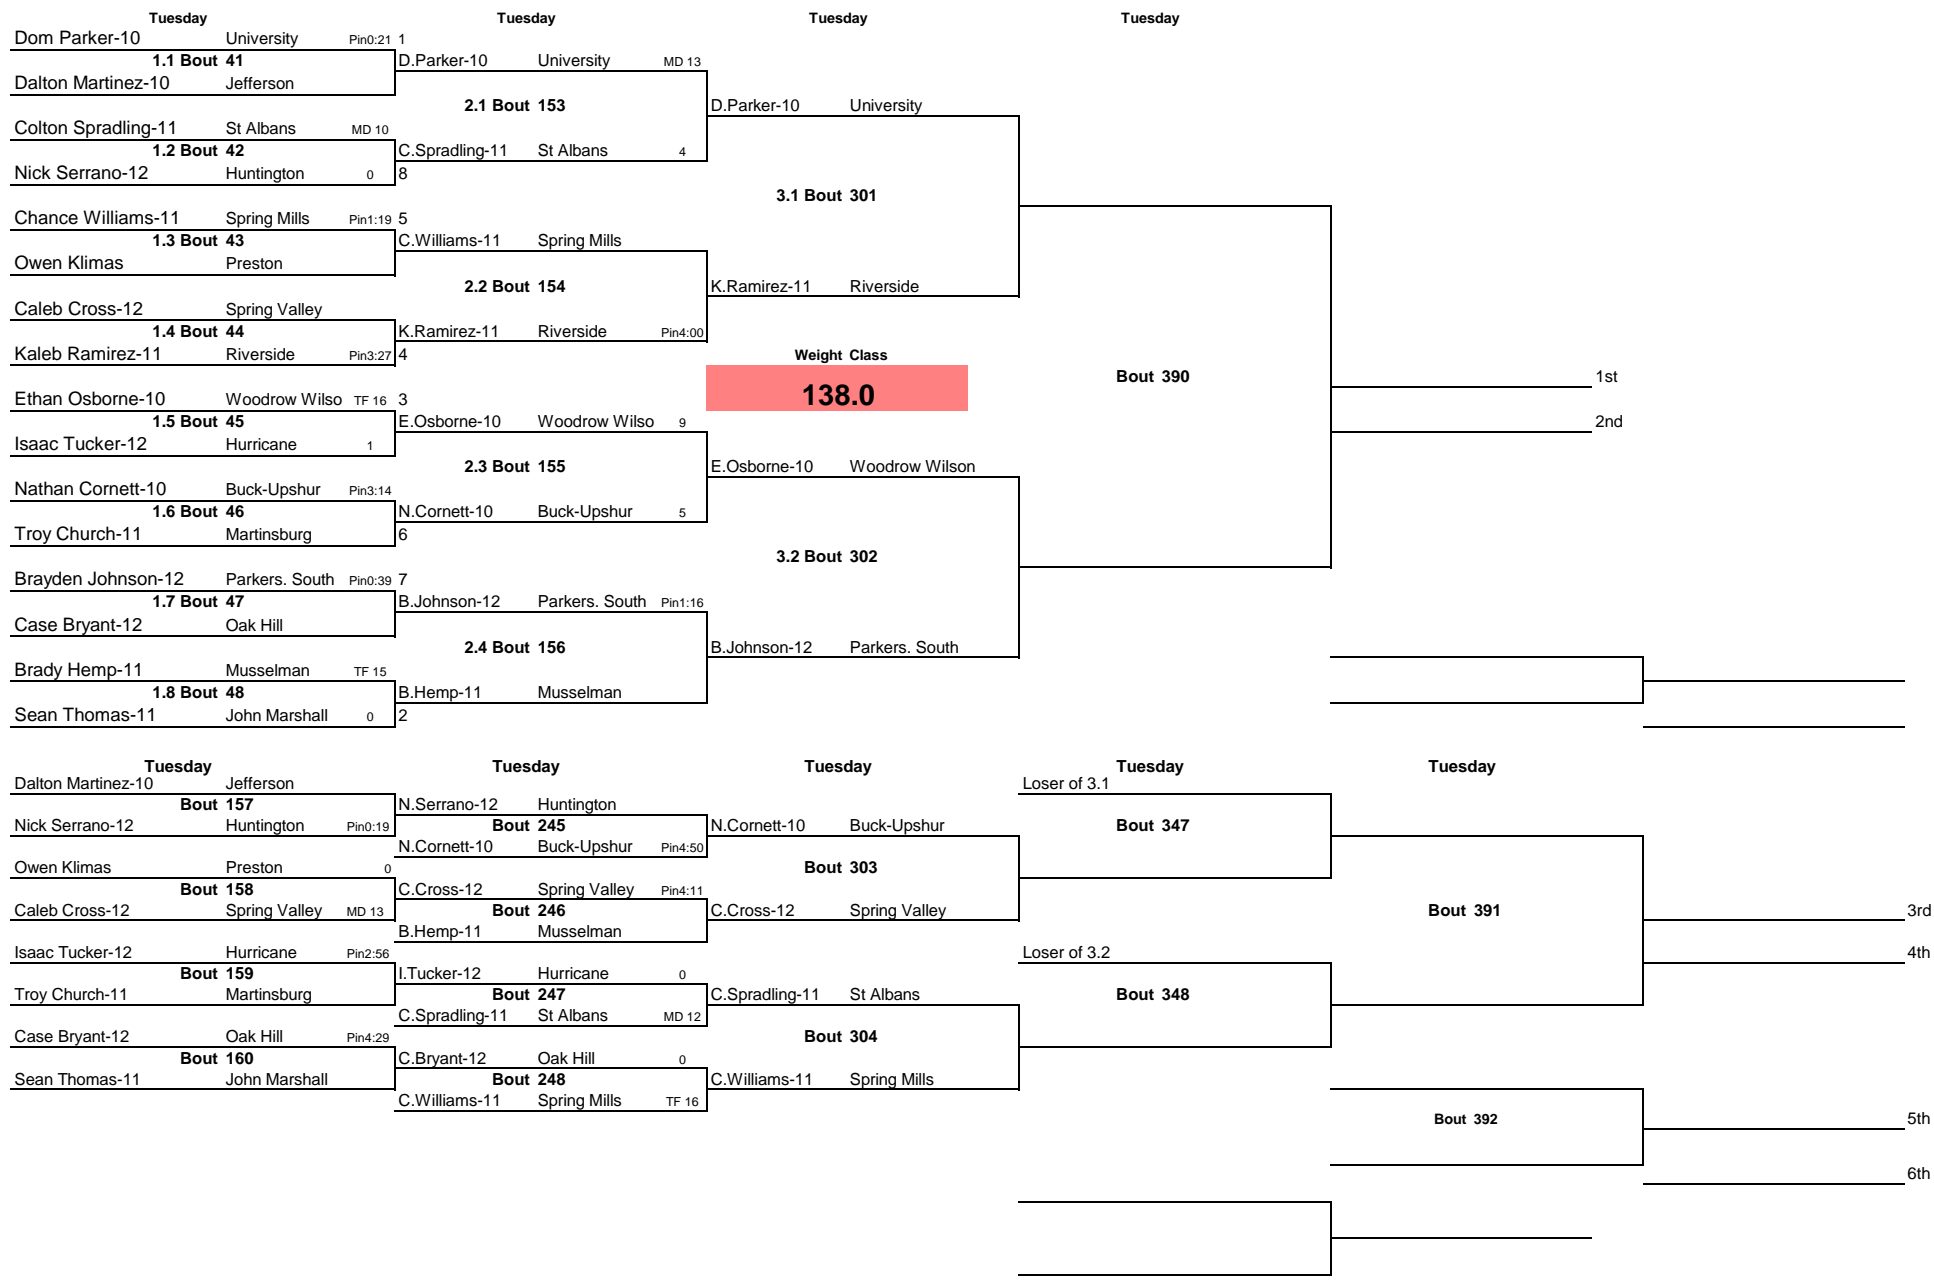 Tuesday Tuesday Tuesday Tuesday
Dom Parker-10 University Pin0:21 1
1.1 Bout 41 D.Parker-10 University MD 13
Dalton Martinez-10 Jefferson
2.1 Bout 153 D.Parker-10 University
Colton Spradling-11 St Albans MD 10
1.2 Bout 42 C.Spradling-11 St Albans 4
Nick Serrano-12 Huntington 0 8
3.1 Bout 301
Chance Williams-11 Spring Mills Pin1:19 5
1.3 Bout 43 C.Williams-11 Spring Mills
Owen Klimas Preston
2.2 Bout 154 K.Ramirez-11 Riverside
Caleb Cross-12 Spring Valley
1.4 Bout 44 K.Ramirez-11 Riverside Pin4:00
Kaleb Ramirez-11 Riverside Pin3:27 4 Weight Class
Bout 390 1st
Ethan Osborne-10 Woodrow Wilso TF 16 3 138.0
1.5 Bout 45 E.Osborne-10 Woodrow Wilso 9 2nd
Isaac Tucker-12 Hurricane 1
2.3 Bout 155 E.Osborne-10 Woodrow Wilson
Nathan Cornett-10 Buck-Upshur Pin3:14
1.6 Bout 46 N.Cornett-10 Buck-Upshur 5
Troy Church-11 Martinsburg 6
3.2 Bout 302
Brayden Johnson-12 Parkers. South Pin0:39 7
1.7 Bout 47 B.Johnson-12 Parkers. South Pin1:16
Case Bryant-12 Oak Hill
2.4 Bout 156 B.Johnson-12 Parkers. South
Brady Hemp-11 Musselman TF 15
1.8 Bout 48 B.Hemp-11 Musselman
Sean Thomas-11 John Marshall 0 2
Tuesday Tuesday Tuesday Tuesday Tuesday
Dalton Martinez-10 Jefferson Loser of 3.1
Bout 157 N.Serrano-12 Huntington
Nick Serrano-12 Huntington Pin0:19 Bout 245 N.Cornett-10 Buck-Upshur Bout 347
N.Cornett-10 Buck-Upshur Pin4:50
Owen Klimas Preston 0 Bout 303
Bout 158 C.Cross-12 Spring Valley Pin4:11
Caleb Cross-12 Spring Valley MD 13 Bout 246 C.Cross-12 Spring Valley Bout 391 3rd
B.Hemp-11 Musselman
Isaac Tucker-12 Hurricane Pin2:56 Loser of 3.2 4th
Bout 159 I.Tucker-12 Hurricane 0
Troy Church-11 Martinsburg Bout 247 C.Spradling-11 St Albans Bout 348
C.Spradling-11 St Albans MD 12
Case Bryant-12 Oak Hill Pin4:29 Bout 304
Bout 160 C.Bryant-12 Oak Hill 0
Sean Thomas-11 John Marshall Bout 248 C.Williams-11 Spring Mills
C.Williams-11 Spring Mills TF 16
Bout 392 5th
6th